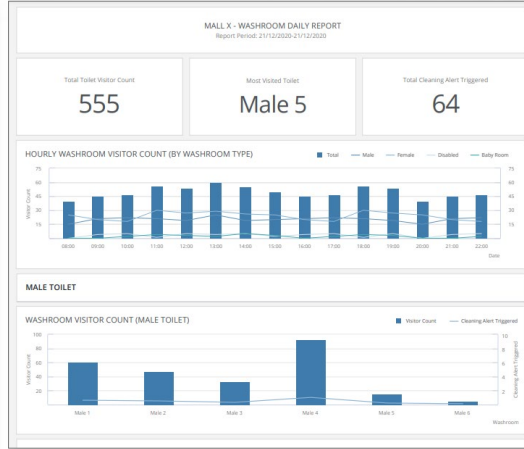 MALL X - WASHROOM DAILY REPORT
Report Period: 21/12/2020-21/12/2020
Total Toilet Visitor Count
555
Most Visited Toilet
Male 5
Total Cleaning Alert Triggered
64
HOURLY WASHROOM VISITOR COUNT (BY WASHROOM TYPE)
Total Male Female Disabled Baby Room
75 75
60 60
45 45
30 30
15 15
Visitor Count
08:00 09:00 10:00 11:00 12:00 13:00 14:00 15:00 16:00 17:00 18:00 19:00 20:00 21:00 22:00
Date
MALE TOILET
WASHROOM VISITOR COUNT (MALE TOILET)
Visitor Count Cleaning Alert Triggered
100 10
80 8
60 6
40 4
20 2
Visitor Count
Cleaning Alert Triggered
Male 1 Male 2 Male 3 Male 4 Male 5 Male 6
Washroom